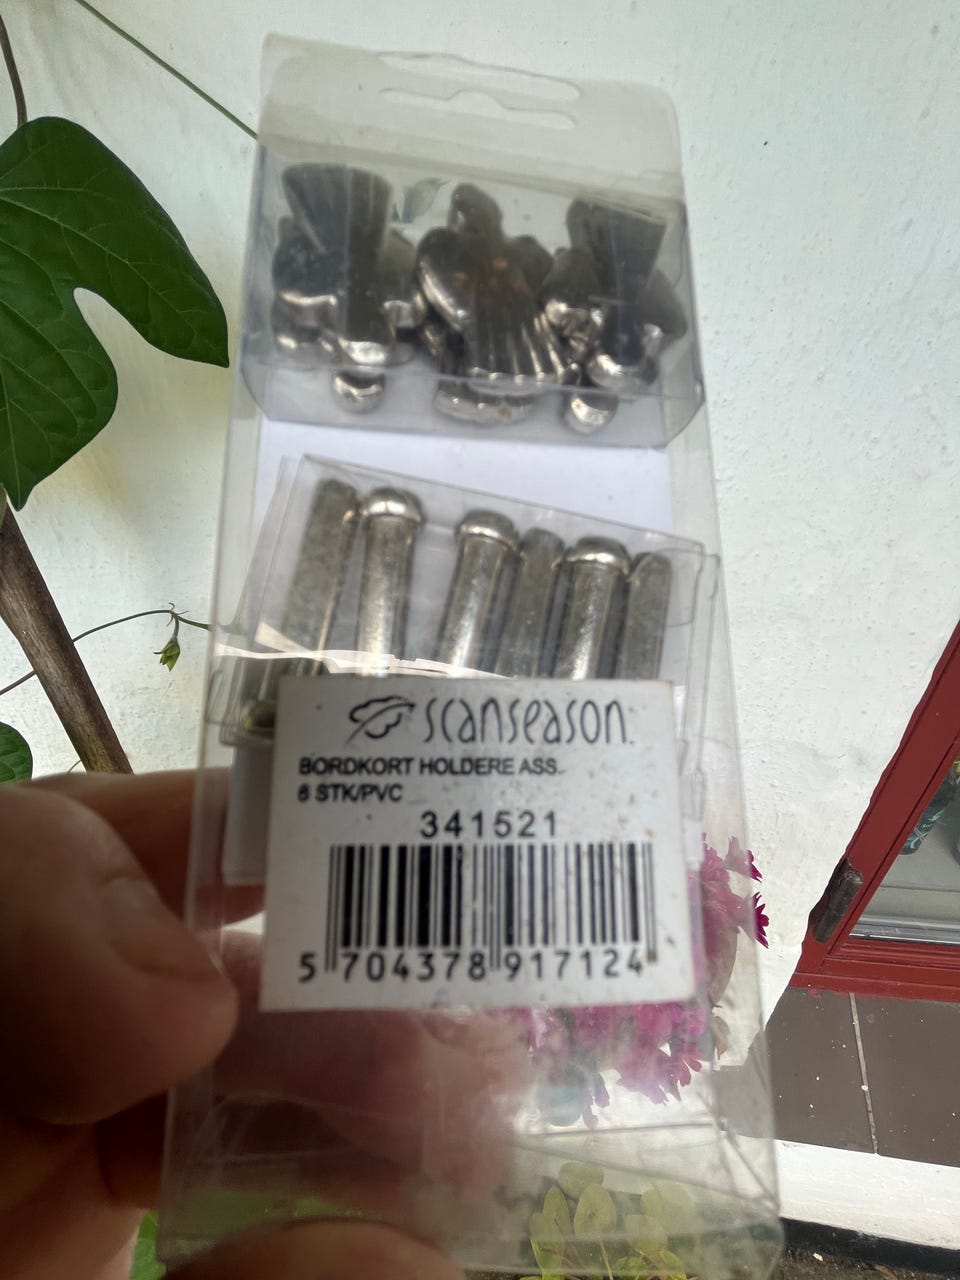 scanseason
BORDKORT HOLDERE ASS.
6 STK/PVC
341521
5 704378 917124